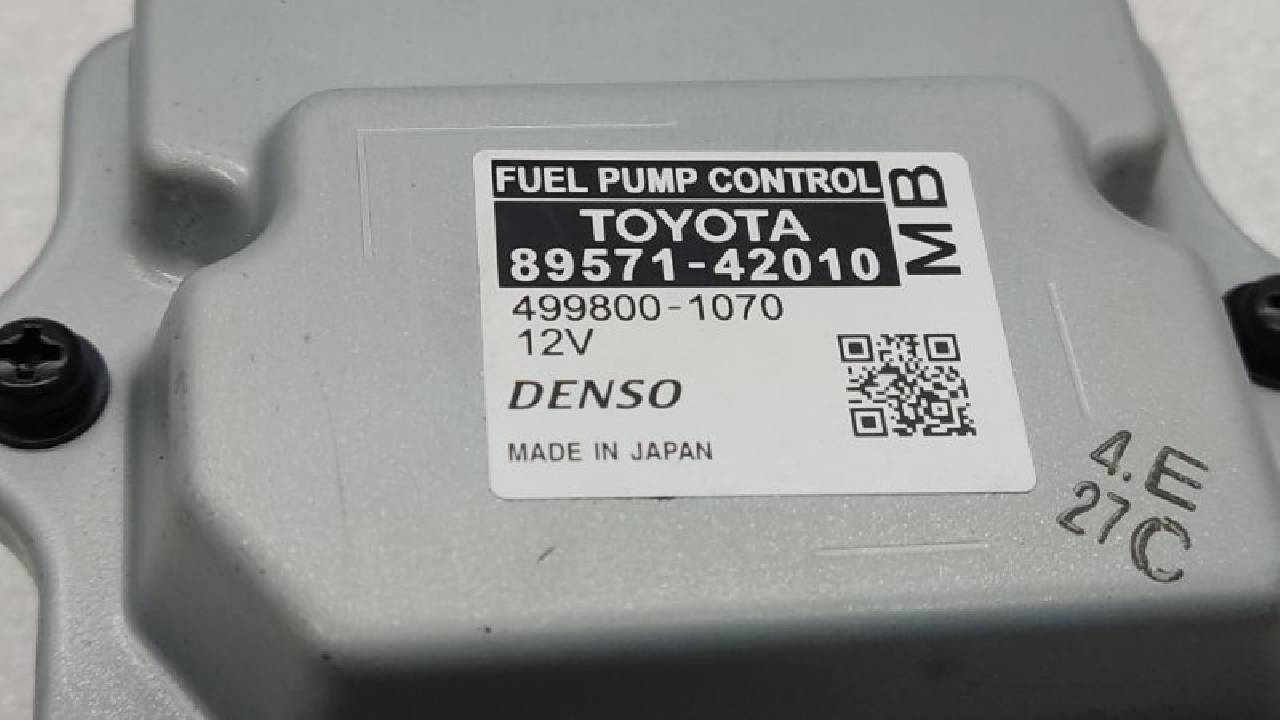 FUEL PUMP CONTROL
MB
TOYOTA
89571-42010
499800-1070
12V
DENSO
MADE IN JAPAN
4.E
27C